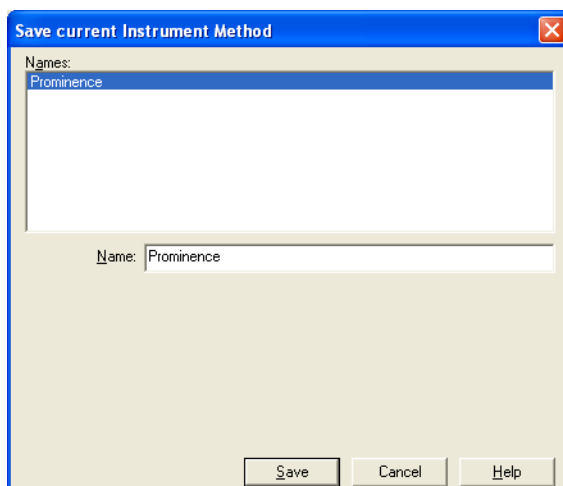 Save current Instrument Method
Names:
Prominence
Name: Prominence
Save Cancel Help